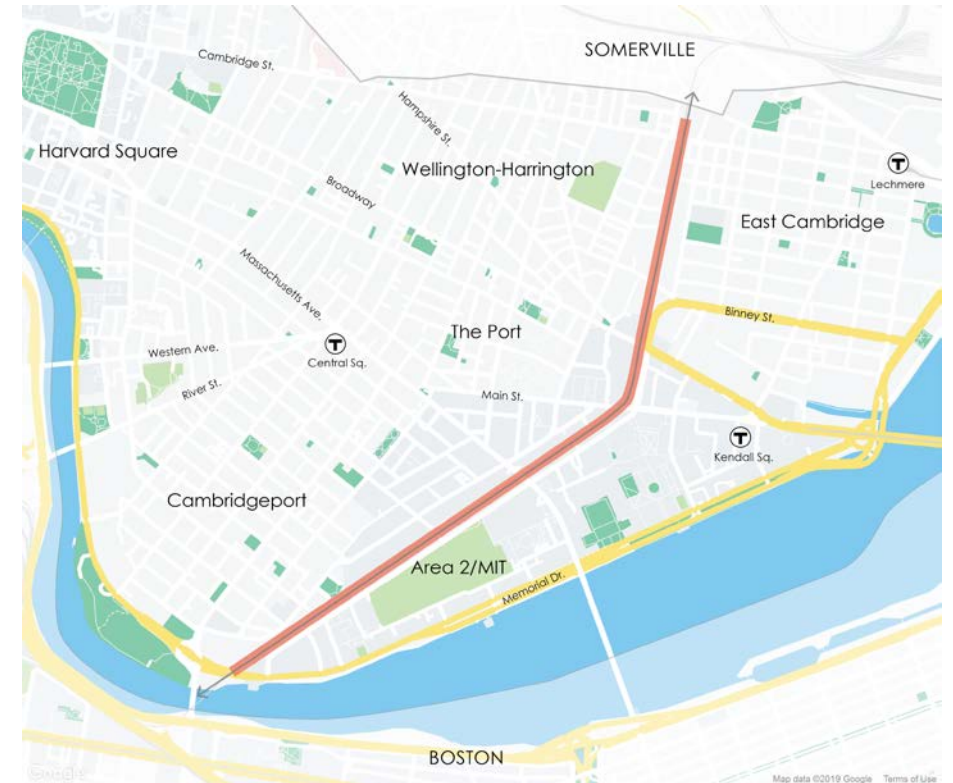 SOMERVILLE
Cambridge St.
Hampshire St.
Harvard Square
Wellington-Harrington
T
Lechmere
Broadway
East Cambridge
Massachusetts Ave.
Binney St.
The Port
T
Central Sq.
Western Ave.
River St.
Main St.
T
Kendall Sq.
Cambridgeport
Area 2/MIT
Memorial Dr.
BOSTON
Google
Map data ©2019 Google Terms of Use